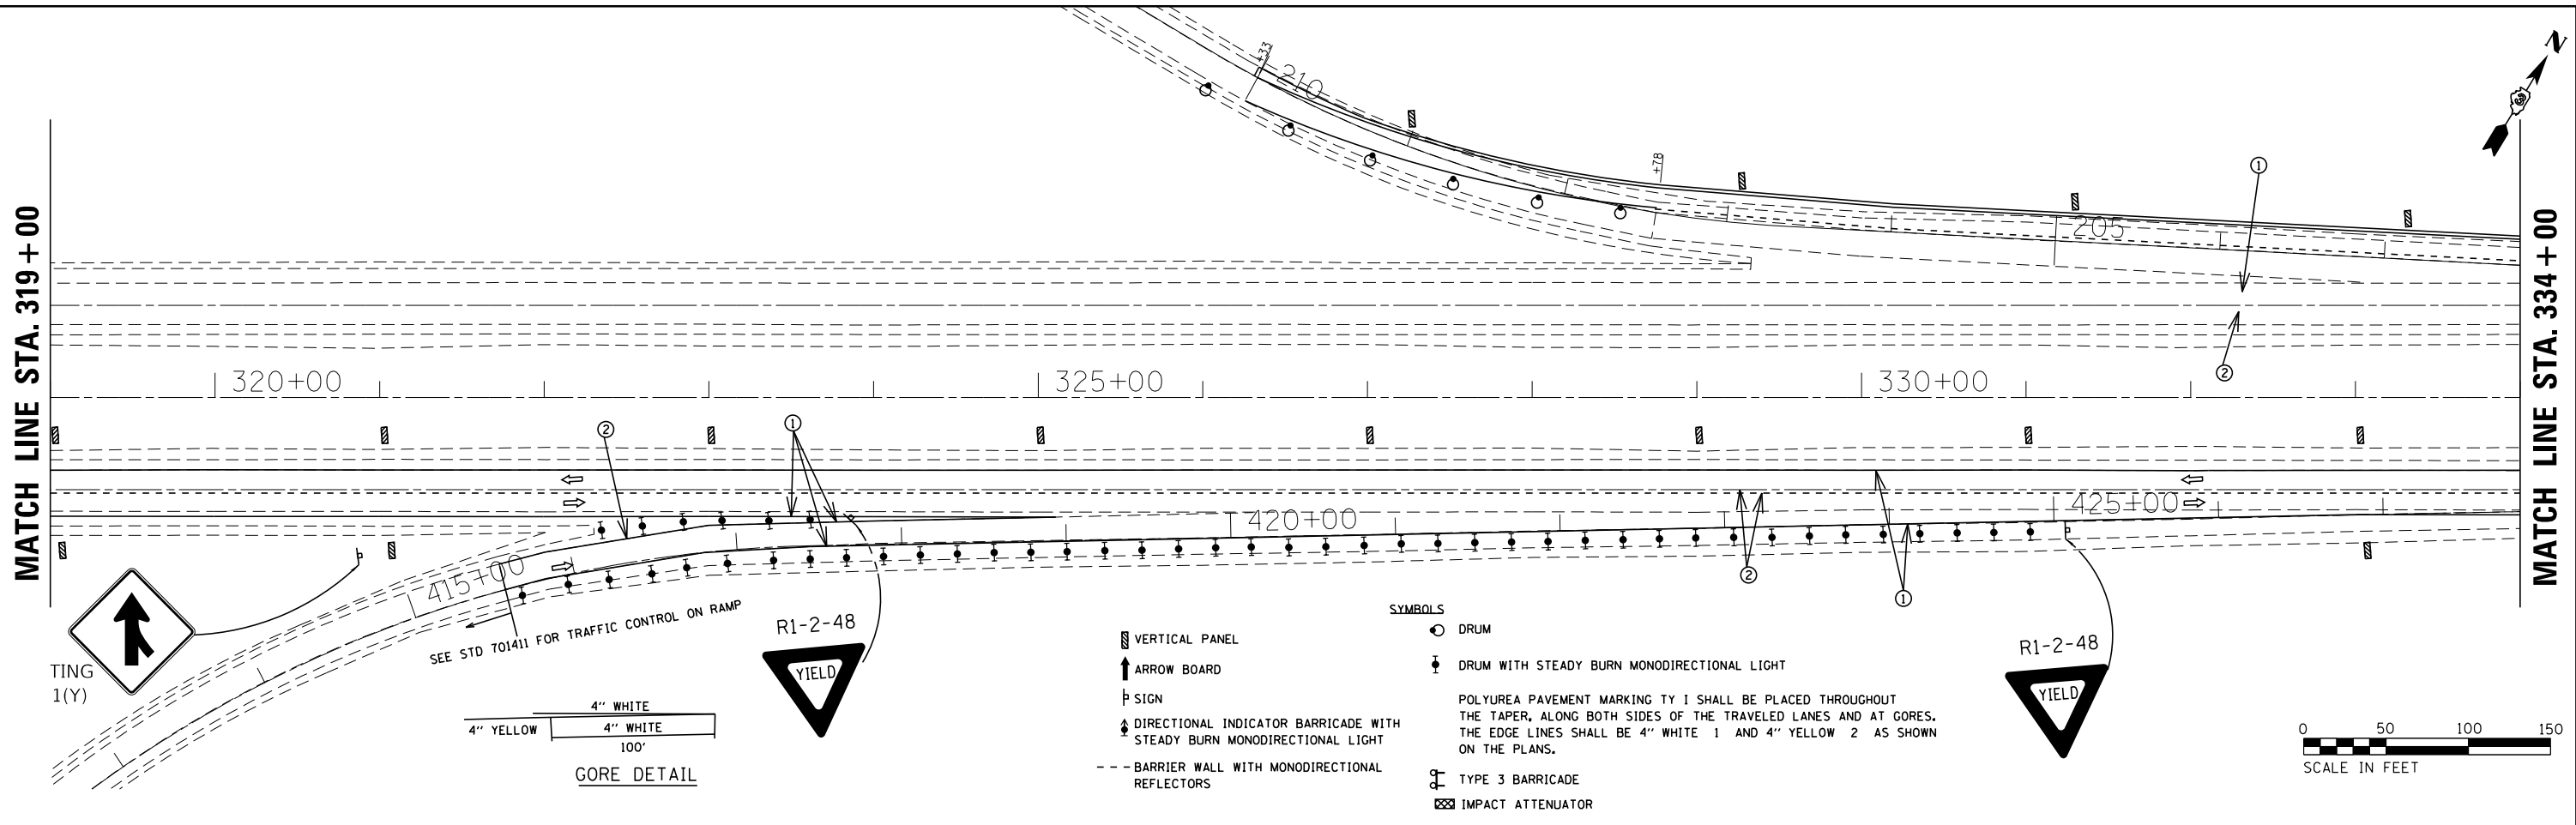 N
3
+33
210
+78
1
205
MATCH LINE STA. 319+00
MATCH LINE STA. 334+00
2
320+00
325+00
330+00
2
1
425+00
420+00
415+00
2
1
SEE STD 701411 FOR TRAFFIC CONTROL ON RAMP
TING
1(Y)
R1-2-48
YIELD
R1-2-48
YIELD
4'' WHITE
4'' YELLOW
4'' WHITE
100'
GORE DETAIL
VERTICAL PANEL
ARROW BOARD
SIGN
DIRECTIONAL INDICATOR BARRICADE WITH
STEADY BURN MONODIRECTIONAL LIGHT
BARRIER WALL WITH MONODIRECTIONAL
REFLECTORS
SYMBOLS
DRUM
DRUM WITH STEADY BURN MONODIRECTIONAL LIGHT
POLYUREA PAVEMENT MARKING TY I SHALL BE PLACED THROUGHOUT
THE TAPER, ALONG BOTH SIDES OF THE TRAVELED LANES AND AT GORES.
THE EDGE LINES SHALL BE 4'' WHITE 1 AND 4'' YELLOW 2 AS SHOWN
ON THE PLANS.
TYPE 3 BARRICADE
IMPACT ATTENUATOR
0 50 100 150
SCALE IN FEET